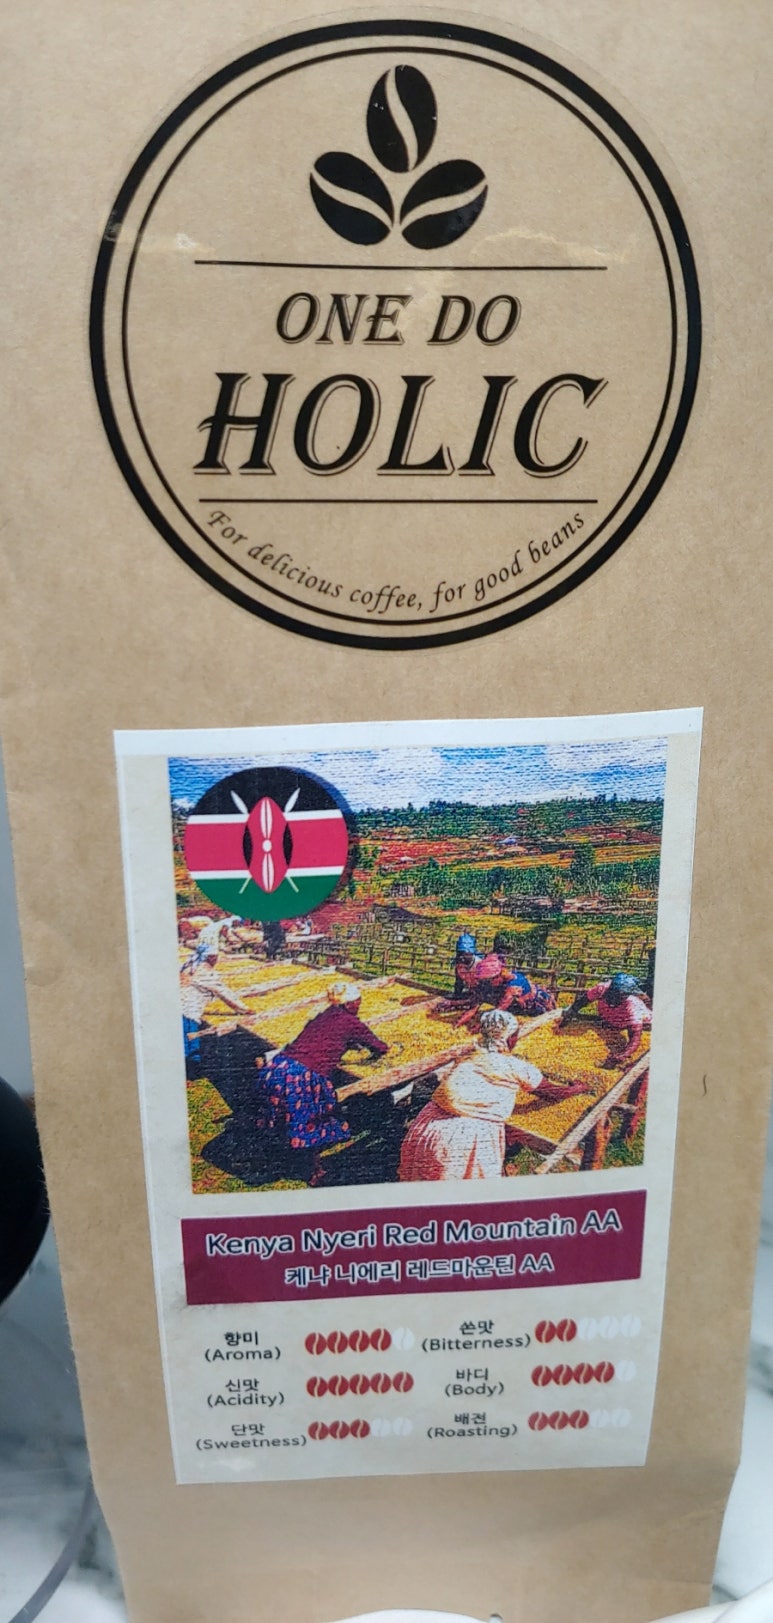 ONE DO
HOLIC
For delicious coffee, for good beans
Kenya Nyeri Red Mountain AA
케냐 니에리 레드마운틴 AA
향미
(Aroma)
쓴맛
(Bitterness)
신맛
(Acidity)
바디
(Body)
단맛
(Sweetness)
배전
(Roasting)